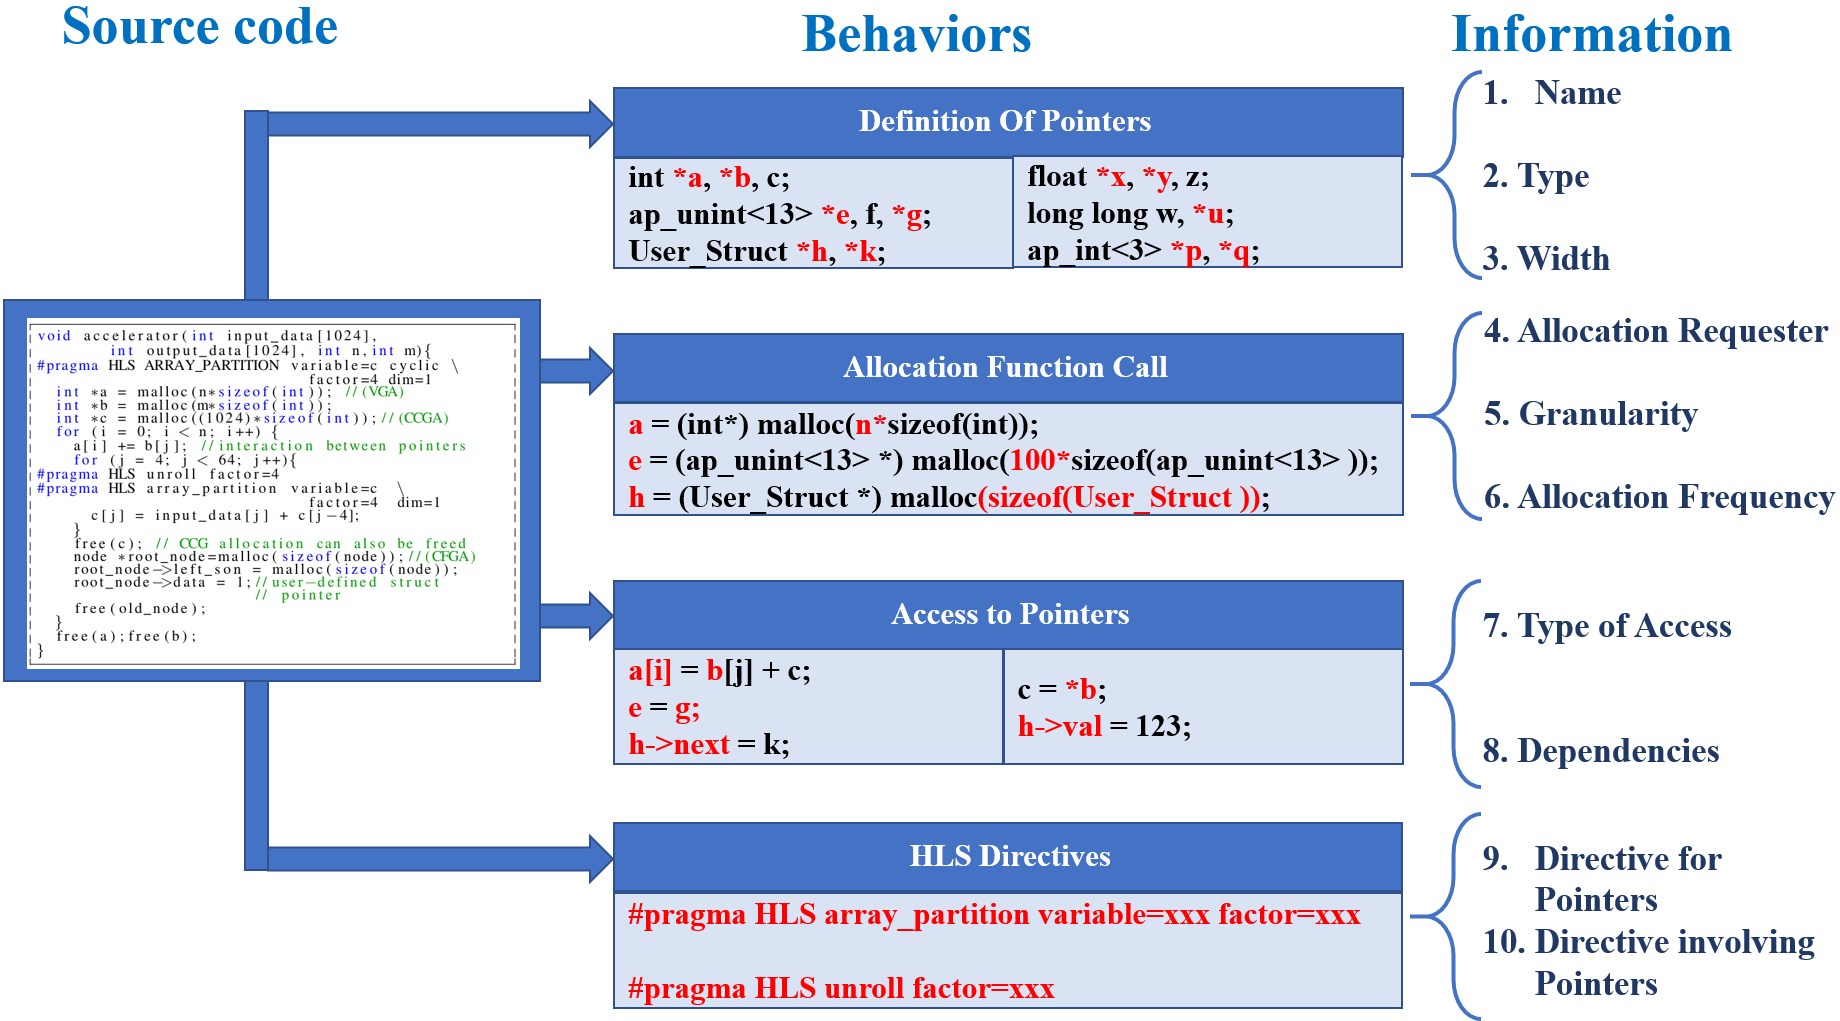 Source code
Behaviors
Information
void accelerator(int input_data[1024],
int output_data[1024], int n,int m){
#pragma HLS ARRAY_PARTITION variable=c cyclic \
factor=4 dim=1
int *a = malloc(n*sizeof(int)); //(VGA)
int *b = malloc(m*sizeof(int));
int *c = malloc((1024)*sizeof(int));//(CCGA)
for (i = 0; i < n; i++) {
a[i] += b[j]; //interaction between pointers
for (j = 4; j < 64; j++){
#pragma HLS unroll factor=4
#pragma HLS array_partition variable=c \
factor=4 dim=1
c[j] = input_data[j] + c[j-4];
}
free(c); // CCG allocation can also be freed
node *root_node=malloc(sizeof(node));//(CFGA)
root_node->left_son = malloc(sizeof(node));
root_node->data = 1;//user-defined struct
// pointer
free(old_node);
}
free(a);free(b);
}
Definition Of Pointers
int *a, *b, c;
ap_unint<13> *e, f, *g;
User_Struct *h, *k;
float *x, *y, z;
long long w, *u;
ap_int<3> *p, *q;
1. Name
2. Type
3. Width
Allocation Function Call
a = (int*) malloc(n*sizeof(int));
e = (ap_unint<13> *) malloc(100*sizeof(ap_unint<13> ));
h = (User_Struct *) malloc(sizeof(User_Struct ));
4. Allocation Requester
5. Granularity
6. Allocation Frequency
Access to Pointers
a[i] = b[j] + c;
e = g;
h->next = k;
c = *b;
h->val = 123;
7. Type of Access
8. Dependencies
HLS Directives
#pragma HLS array_partition variable=xxx factor=xxx
#pragma HLS unroll factor=xxx
9. Directive for
Pointers
10. Directive involving
Pointers